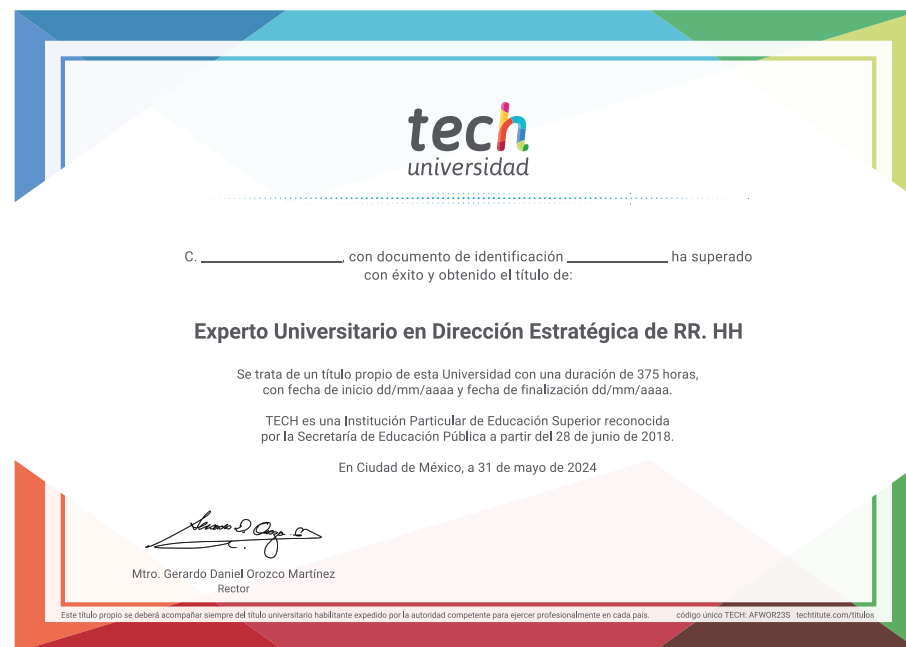 tech
universidad
C. ____________, con documento de identificación ____________ ha superado
con éxito y obtenido el título de:
Experto Universitario en Dirección Estratégica de RR. HH
Se trata de un título propio de esta Universidad con una duración de 375 horas,
con fecha de inicio dd/mm/aaaa y fecha de finalización dd/mm/aaaa.
TECH es una Institución Particular de Educación Superior reconocida
por la Secretaría de Educación Pública a partir del 28 de junio de 2018.
En Ciudad de México, a 31 de mayo de 2024
Mtro. Gerardo Daniel Orozco Martínez
Rector
Este título propio se deberá acompañar siempre del título universitario habilitante expedido por la autoridad competente para ejercer profesionalmente en cada país. código único TECH: AFWOR23S techtitute.com/titulos